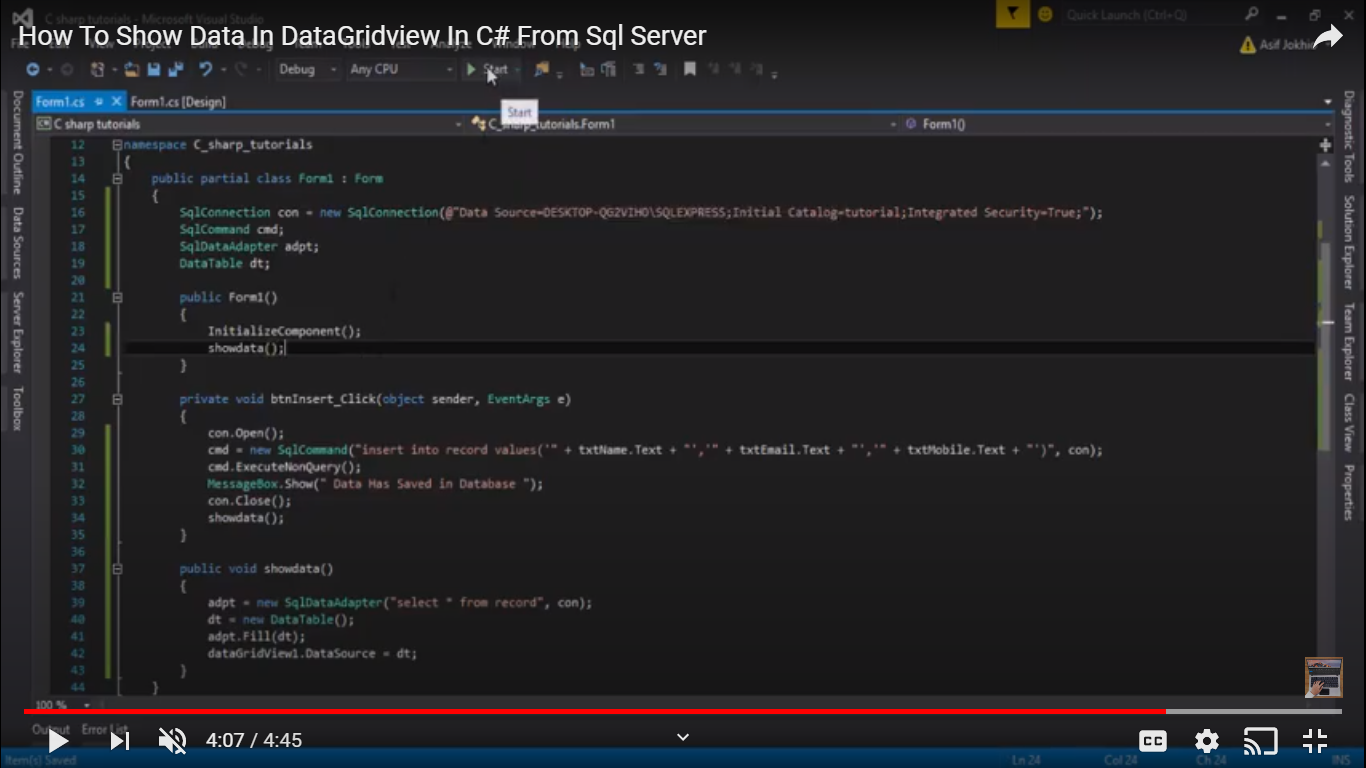 C sharp tutorials - Microsoft Visual Studio
Quick Launch (Ctrl+Q)
How To Show Data In DataGridview In C# From Sql Server
Asif Jokhi
Debug
Any CPU
Start
Form1.cs
Form1.cs [Design]
Start
C sharp tutorials
C_sharp_tutorials.Form1
Form1()
12 namespace C_sharp_tutorials
13 {
14 public partial class Form1 : Form
15 {
16 SqlConnection con = new SqlConnection(@"Data Source=DESKTOP-QG2VIHO\SQLEXPRESS;Initial Catalog=tutorial;Integrated Security=True;");
17 SqlCommand cmd;
18 SqlDataAdapter adpt;
19 DataTable dt;
20
21 public Form1()
22 {
23 InitializeComponent();
24 showdata();
25 }
26
27 private void btnInsert_Click(object sender, EventArgs e)
28 {
29 con.Open();
30 cmd = new SqlCommand("insert into record values('" + txtName.Text + "','" + txtEmail.Text + "','" + txtMobile.Text + "')", con);
31 cmd.ExecuteNonQuery();
32 MessageBox.Show(" Data Has Saved in Database ");
33 con.Close();
34 showdata();
35 }
36
37 public void showdata()
38 {
39 adpt = new SqlDataAdapter("select * from record", con);
40 dt = new DataTable();
41 adpt.Fill(dt);
42 dataGridView1.DataSource = dt;
43 }
44 }
Document Outline
Data Sources
Server Explorer
Toolbox
Diagnostic Tools
Solution Explorer
Team Explorer
Class View
Properties
100 %
Output
Error List
4:07 / 4:45
CC
Item(s) Saved
Ln 24
Col 24
Ch 24
INS